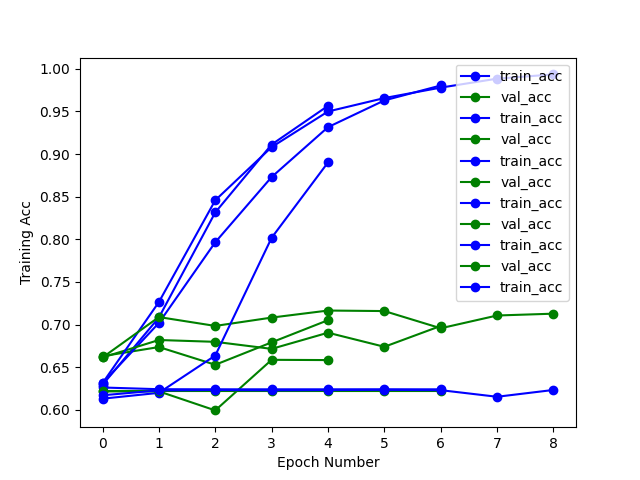 1.00
0.95
0.90
0.85
0.80
0.75
0.70
0.65
0.60
Training Acc
0 1 2 3 4 5 6 7 8
Epoch Number
train_acc
val_acc
train_acc
val_acc
train_acc
val_acc
train_acc
val_acc
train_acc
val_acc
train_acc